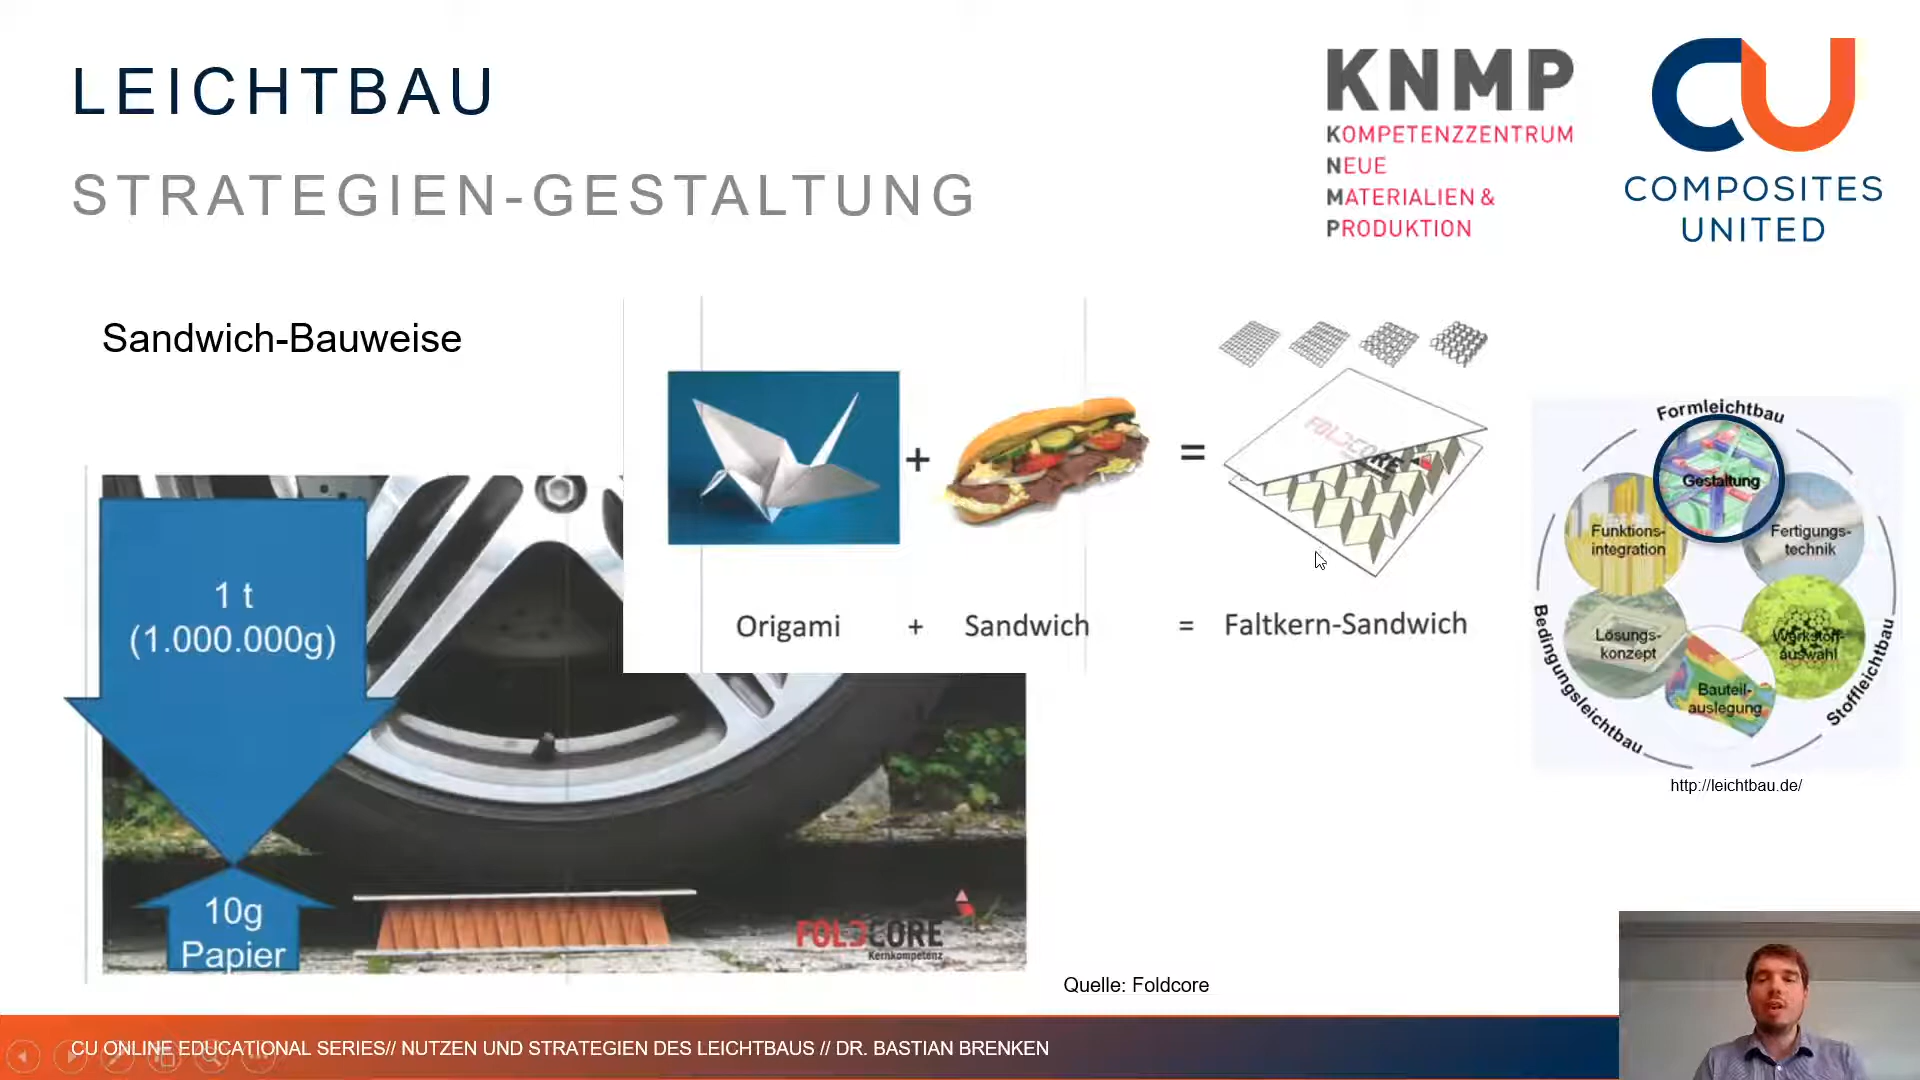 LEICHTBAU
STRATEGIEN-GESTALTUNG
KNMP
KOMPETENZZENTRUM
NEUE
MATERIALIEN &
PRODUKTION
CU
COMPOSITES
UNITED
Sandwich-Bauweise
+
=
FOLDCORE
Origami + Sandwich = Faltkern-Sandwich
1 t
(1.000.000g)
10g
Papier
FOLDCORE
Kernkompetenz
Quelle: Foldcore
Formleichtbau
Gestaltung
Funktions-
integration
Fertigungs-
technik
Lösungs-
konzept
Werkstoff-
auswahl
Bauteil-
auslegung
Bedingungsleichtbau
Stoffleichtbau
http://leichtbau.de/
CU ONLINE EDUCATIONAL SERIES// NUTZEN UND STRATEGIEN DES LEICHTBAUS // DR. BASTIAN BRENKEN